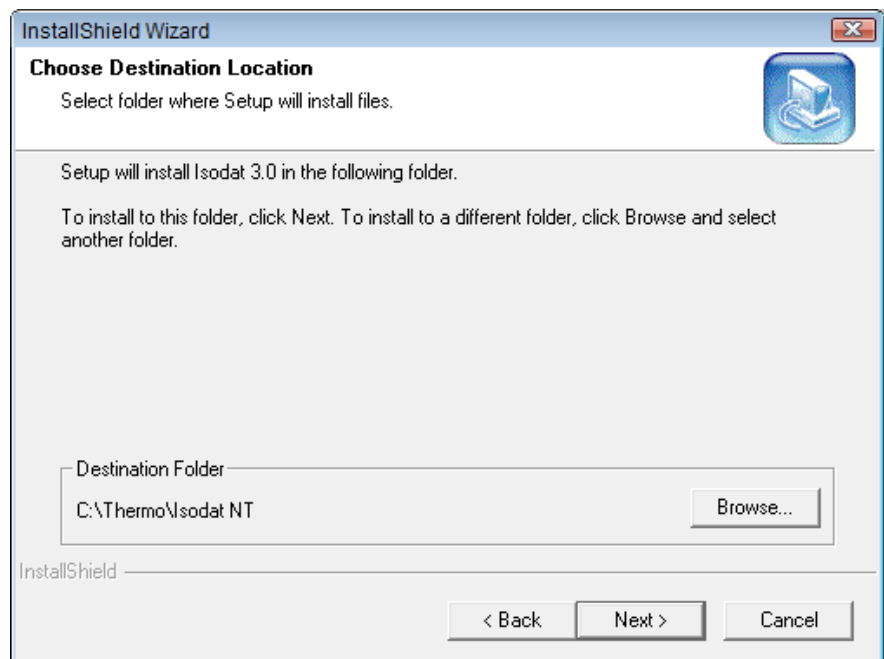 InstallShield Wizard
Choose Destination Location
Select folder where Setup will install files.
Setup will install Isodat 3.0 in the following folder.
To install to this folder, click Next. To install to a different folder, click Browse and select
another folder.
Destination Folder
C:\Thermo\Isodat NT
Browse...
InstallShield
< Back
Next >
Cancel